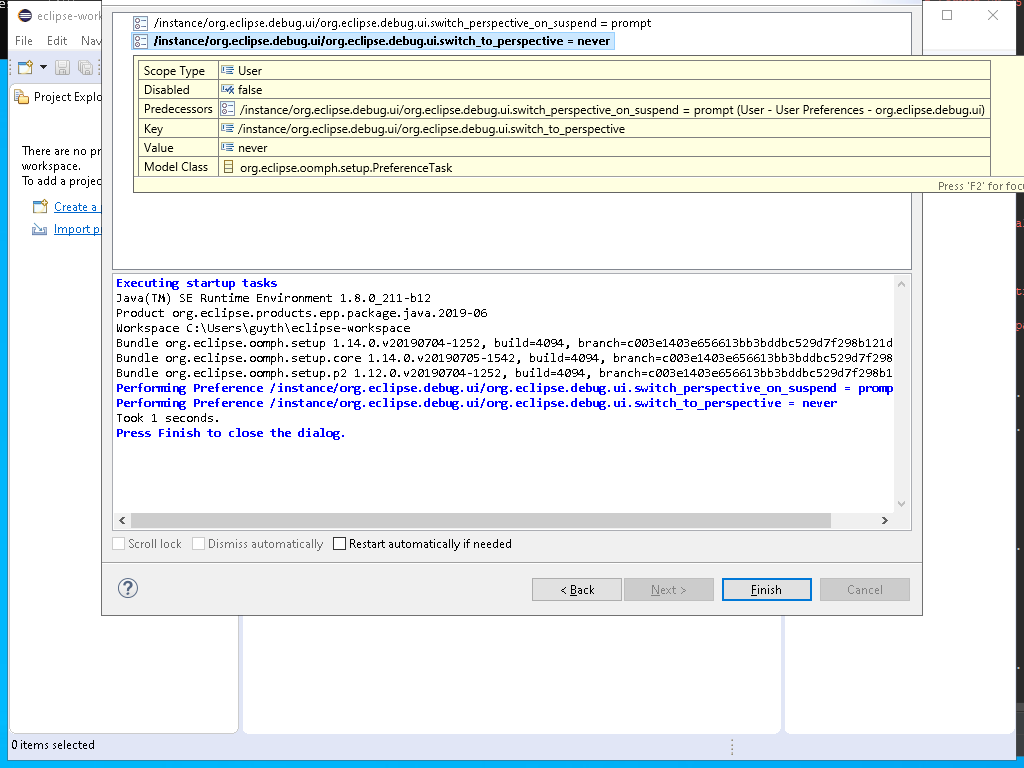 eclipse-work
File Edit Nav
Project Explo
There are no pr
workspace.
To add a projec
Create a
Import pr
/instance/org.eclipse.debug.ui/org.eclipse.debug.ui.switch_perspective_on_suspend = prompt
/instance/org.eclipse.debug.ui/org.eclipse.debug.ui.switch_to_perspective = never
Scope Type User
Disabled false
Predecessors /instance/org.eclipse.debug.ui/org.eclipse.debug.ui.switch_perspective_on_suspend = prompt (User - User Preferences - org.eclipse.debug.ui)
Key /instance/org.eclipse.debug.ui/org.eclipse.debug.ui.switch_to_perspective
Value never
Model Class org.eclipse.oomph.setup.PreferenceTask
Press 'F2' for foc
Executing startup tasks
Java(TM) SE Runtime Environment 1.8.0_211-b12
Product org.eclipse.products.epp.package.java.2019-06
Workspace C:\Users\guyth\eclipse-workspace
Bundle org.eclipse.oomph.setup 1.14.0.v20190704-1252, build=4094, branch=c003e1403e656613bb3bddbc529d7f298b121d
Bundle org.eclipse.oomph.setup.core 1.14.0.v20190705-1542, build=4094, branch=c003e1403e656613bb3bddbc529d7f298
Bundle org.eclipse.oomph.setup.p2 1.12.0.v20190704-1252, build=4094, branch=c003e1403e656613bb3bddbc529d7f298b1
Performing Preference /instance/org.eclipse.debug.ui/org.eclipse.debug.ui.switch_perspective_on_suspend = promp
Performing Preference /instance/org.eclipse.debug.ui/org.eclipse.debug.ui.switch_to_perspective = never
Took 1 seconds.
Press Finish to close the dialog.
Scroll lock Dismiss automatically Restart automatically if needed
< Back Next > Finish Cancel
0 items selected